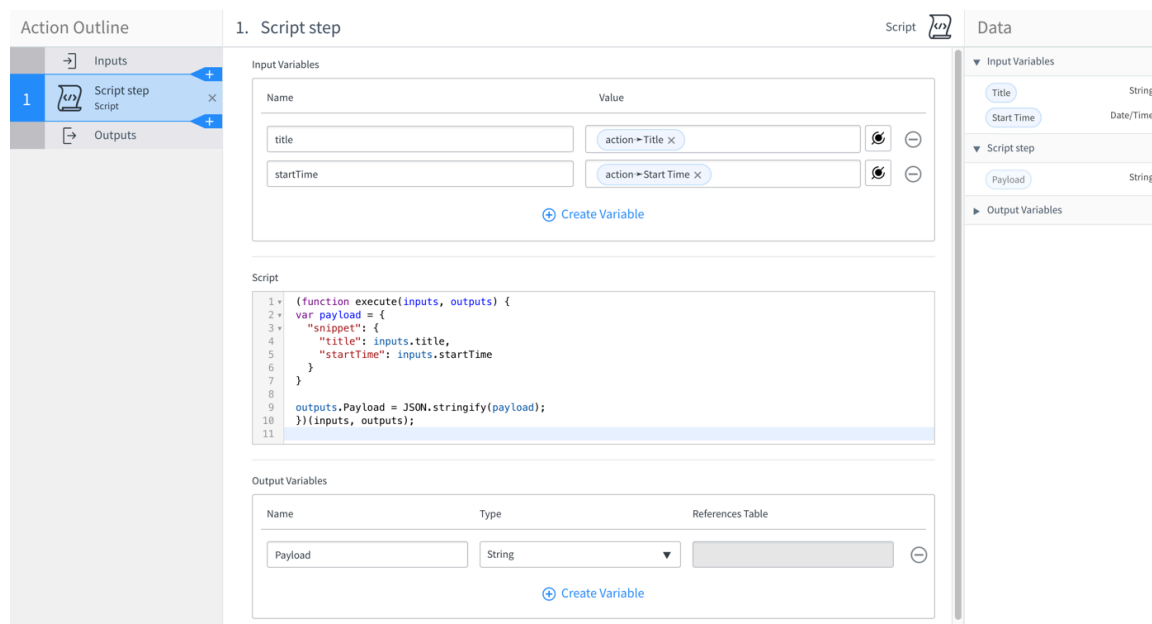 Action Outline
Inputs
+
1
Script step
Script
×
+
Outputs
1. Script step
Script
Input Variables
Name Value
title action➛Title ×
startTime action➛Start Time ×
Create Variable
Script
1 (function execute(inputs, outputs) {
2 var payload = {
3 "snippet": {
4 "title": inputs.title,
5 "startTime": inputs.startTime
6 }
7 }
8
9 outputs.Payload = JSON.stringify(payload);
10 })(inputs, outputs);
11
Output Variables
Name Type References Table
Payload String
Create Variable
Data
Input Variables
Title String
Start Time Date/Time
Script step
Payload String
Output Variables